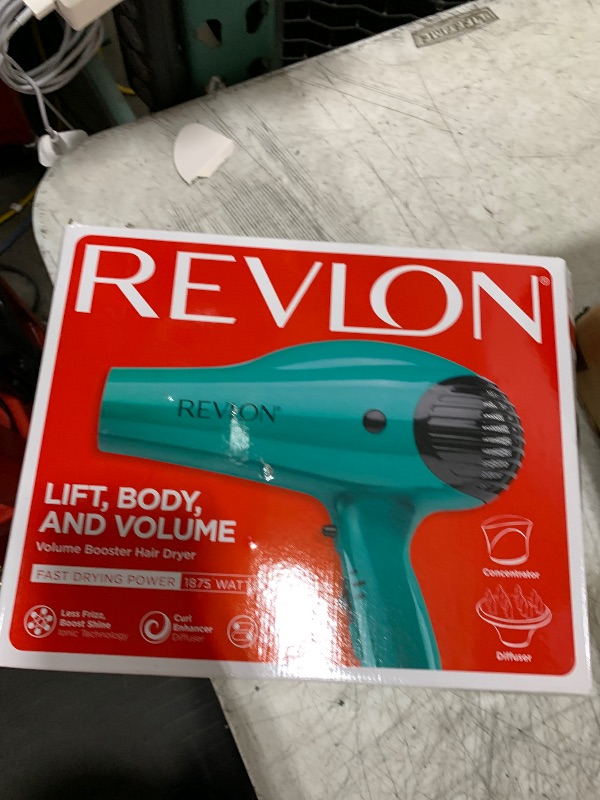 REVLON®
REVLON®
LIFT, BODY,
AND VOLUME
Volume Booster Hair Dryer
FAST DRYING POWER 1875 WATT
Less Frizz,
Boost Shine
Ionic Technology
Curl
Enhancer
Diffuser
Concentrator
Diffuser